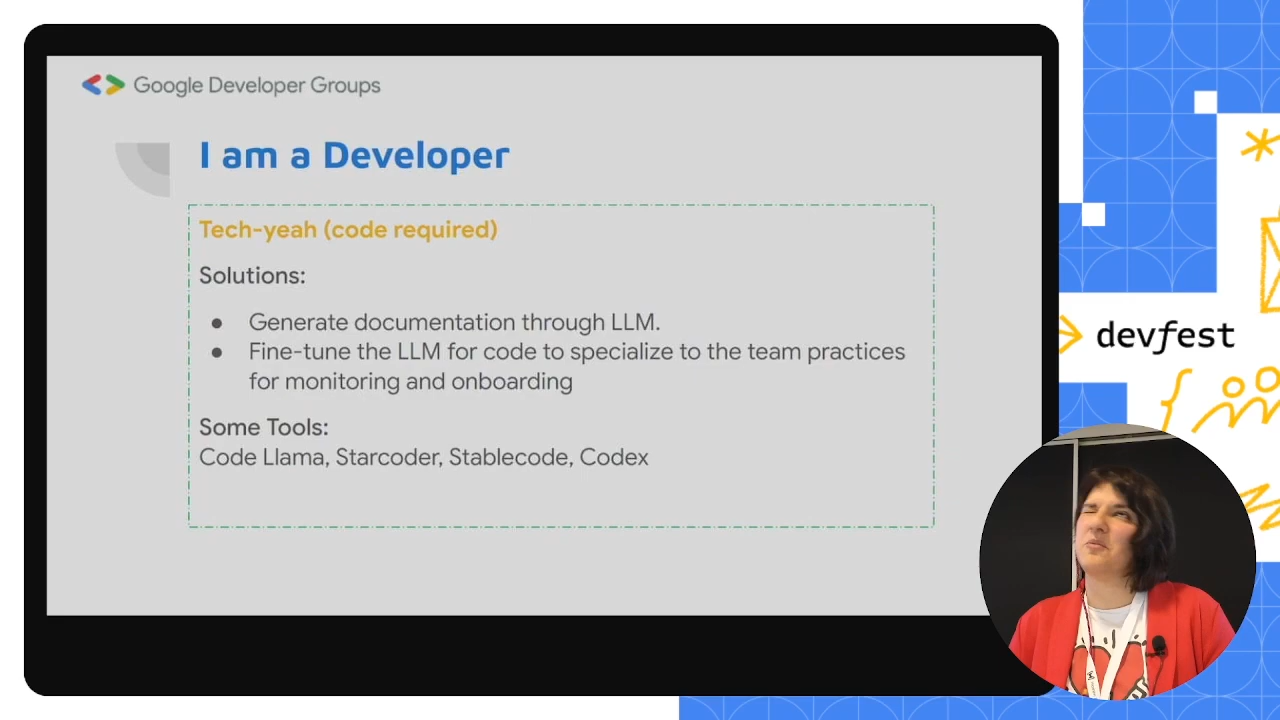 Google Developer Groups
I am a Developer
Tech-yeah (code required)
Solutions:
● Generate documentation through LLM.
● Fine-tune the LLM for code to specialize to the team practices
for monitoring and onboarding
Some Tools:
Code Llama, Starcoder, Stablecode, Codex
devfest